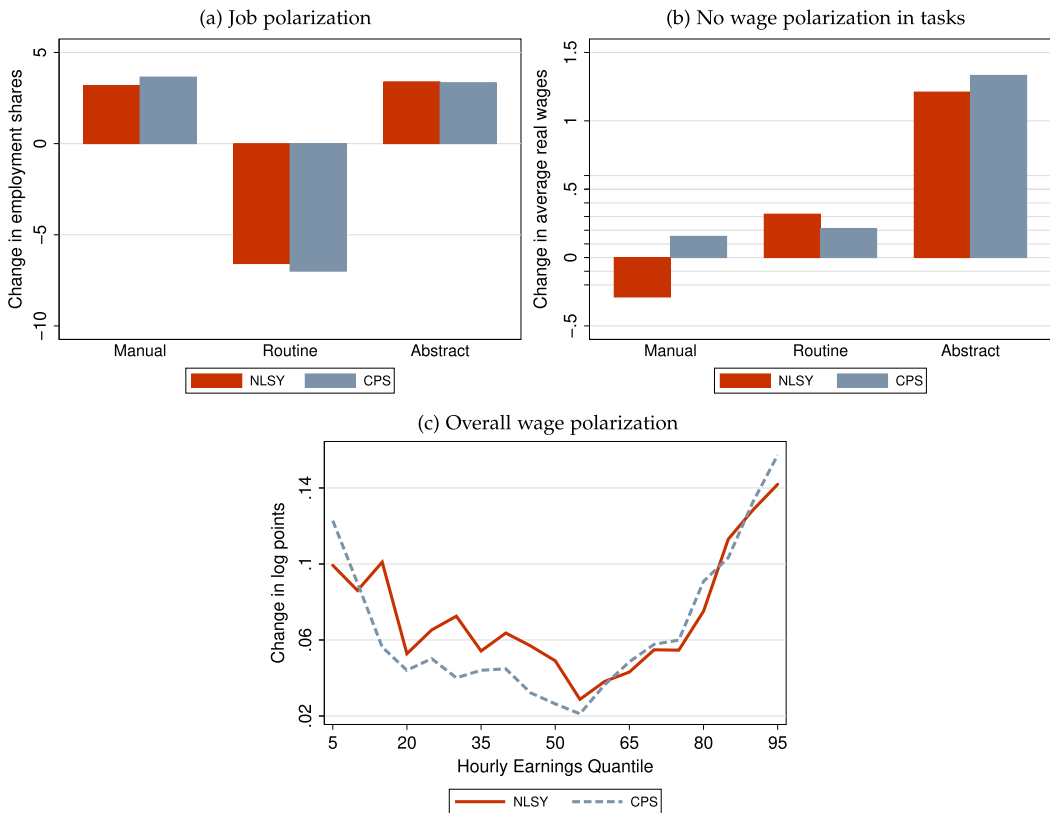 (a) Job polarization
Change in employment shares
5
0
−5
−10
Manual Routine Abstract
NLSY CPS
(b) No wage polarization in tasks
Change in average real wages
1.5
1
.5
0
−.5
Manual Routine Abstract
NLSY CPS
(c) Overall wage polarization
Change in log points
.14
.1
.06
.02
5 20 35 50 65 80 95
Hourly Earnings Quantile
NLSY CPS